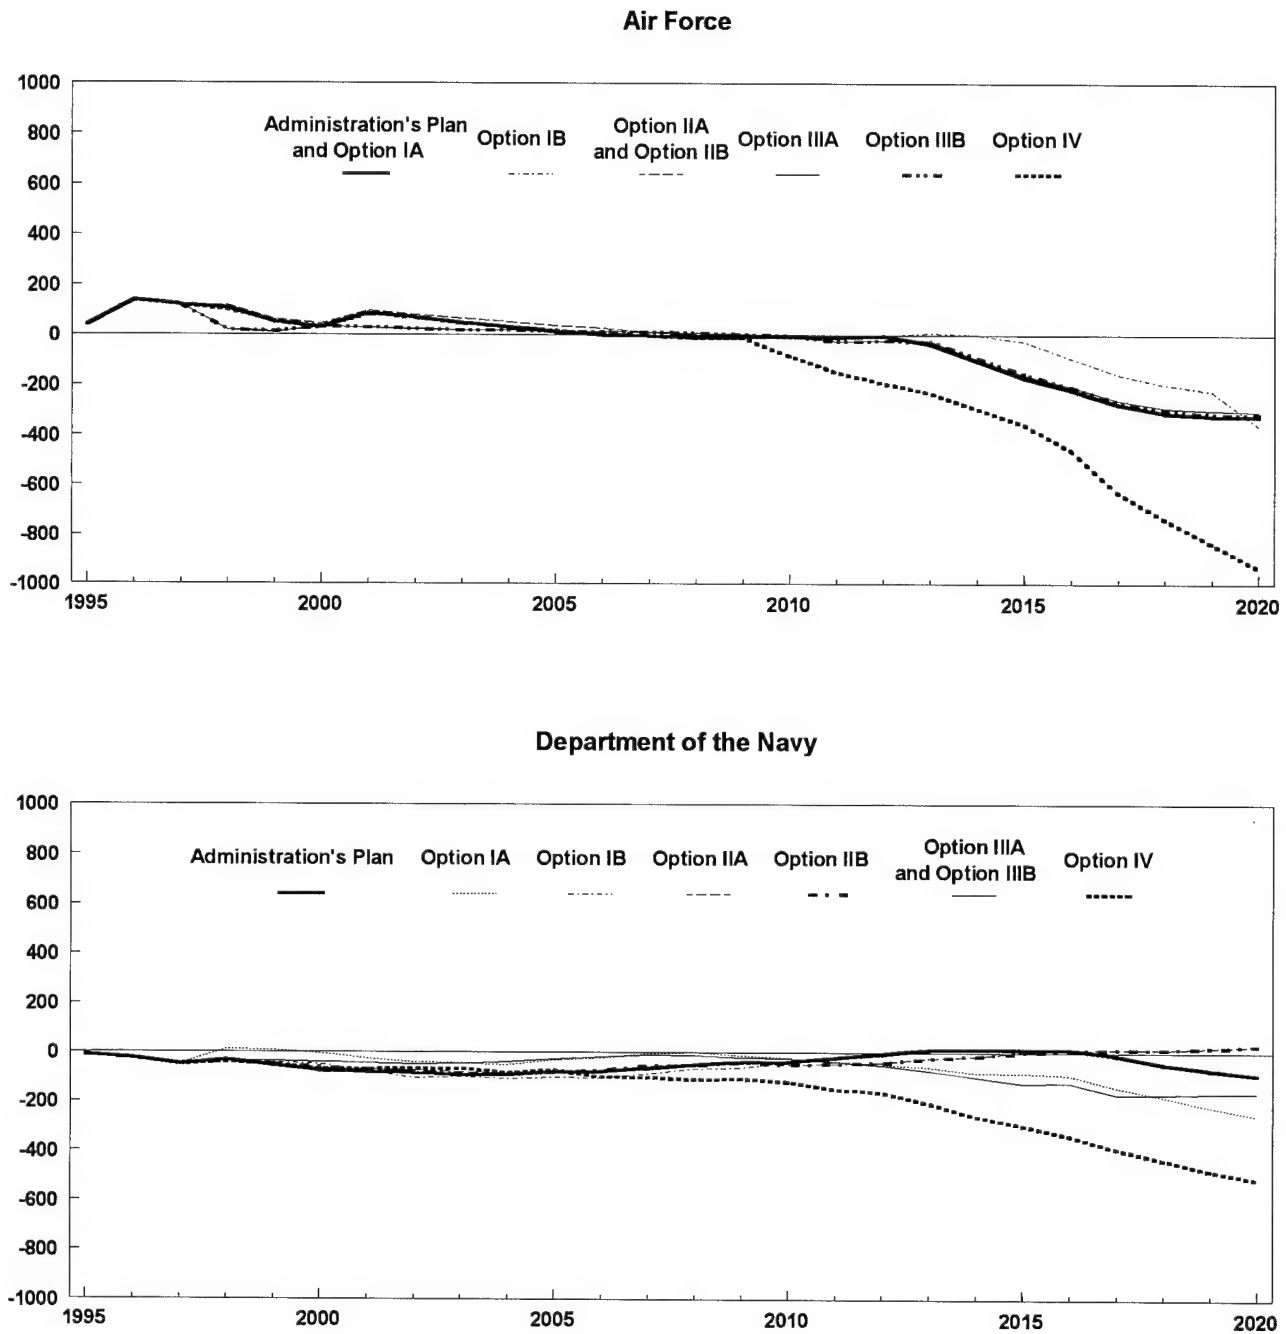 Air Force
1000
800
600
400
200
0
-200
-400
-600
-800
-1000
Administration's Plan
and Option IA
Option IB
Option IIA
and Option IIB
Option IIIA
Option IIIB
Option IV
1995 2000 2005 2010 2015 2020
Department of the Navy
1000
800
600
400
200
0
-200
-400
-600
-800
-1000
Administration's Plan
Option IA
Option IB
Option IIA
Option IIB
Option IIIA
and Option IIIB
Option IV
1995 2000 2005 2010 2015 2020